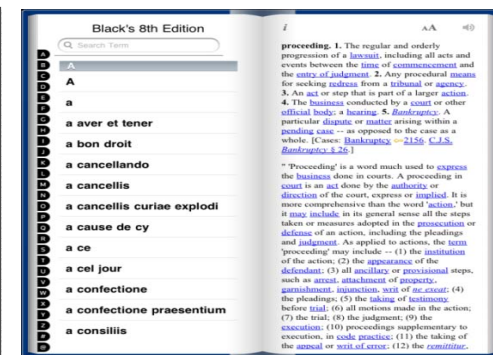 Black's 8th Edition
Search Term
A
A
a
a aver et tener
a bon droit
a cancellando
a cancellis
a cancellis curiae explodi
a cause de cy
a ce
a cel jour
a confectione
a confectione praesentium
a consiliis
A
B
C
D
E
F
G
H
I
J
K
L
M
N
O
P
Q
R
S
T
U
V
W
X
Y
Z
#
@
i
AA
proceeding. 1. The regular and orderly
progression of a lawsuit, including all acts and
events between the time of commencement and
the entry of judgment. 2. Any procedural means
for seeking redress from a tribunal or agency.
3. An act or step that is part of a larger action.
4. The business conducted by a court or other
official body; a hearing. 5. Bankruptcy. A
particular dispute or matter arising within a
pending case -- as opposed to the case as a
whole. [Cases: Bankruptcy 2156. C.J.S.
Bankruptcy § 26.]
" 'Proceeding' is a word much used to express
the business done in courts. A proceeding in
court is an act done by the authority or
direction of the court, express or implied. It is
more comprehensive than the word 'action,' but
it may include in its general sense all the steps
taken or measures adopted in the prosecution or
defense of an action, including the pleadings
and judgment. As applied to actions, the term
'proceeding' may include -- (1) the institution
of the action; (2) the appearance of the
defendant; (3) all ancillary or provisional steps,
such as arrest, attachment of property,
garnishment, injunction, writ of ne exeat; (4)
the pleadings; (5) the taking of testimony
before trial; (6) all motions made in the action;
(7) the trial; (8) the judgment; (9) the
execution; (10) proceedings supplementary to
execution, in code practice; (11) the taking of
the appeal or writ of error; (12) the remittitur,